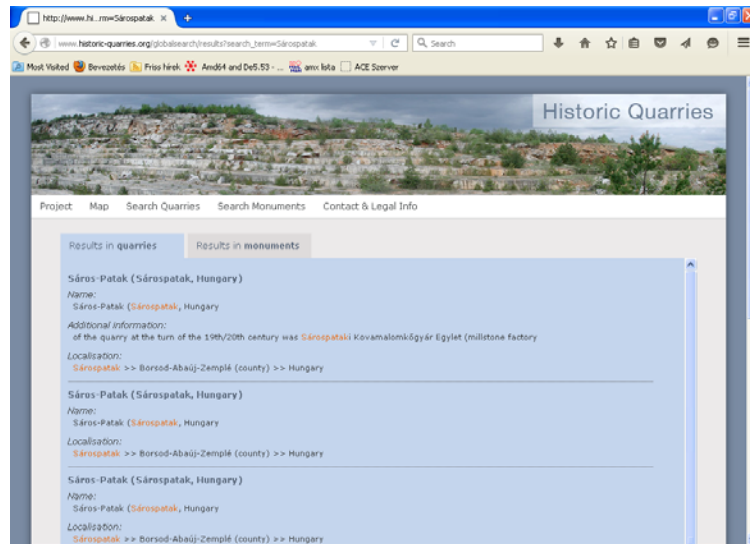 http://www.hi...rm=Sárospatak
www.historic-quarries.org/globalsearch/results?search_term=Sárospatak
Search
Most Visited Bevezetés Friss hírek Amd64 and De5.53 - ... amx lista ACE Szerver
Historic Quarries
Project Map Search Quarries Search Monuments Contact & Legal Info
Results in quarries Results in monuments
Sáros-Patak (Sárospatak, Hungary)
Name:
Sáros-Patak (Sárospatak, Hungary
Additional information:
of the quarry at the turn of the 19th/20th century was Sárospataki Kovamalomkőgyár Egylet (millstone factory
Localisation:
Sárospatak >> Borsod-Abaúj-Zemplé (county) >> Hungary
Sáros-Patak (Sárospatak, Hungary)
Name:
Sáros-Patak (Sárospatak, Hungary
Localisation:
Sárospatak >> Borsod-Abaúj-Zemplé (county) >> Hungary
Sáros-Patak (Sárospatak, Hungary)
Name:
Sáros-Patak (Sárospatak, Hungary
Localisation:
Sárospatak >> Borsod-Abaúj-Zemplé (county) >> Hungary